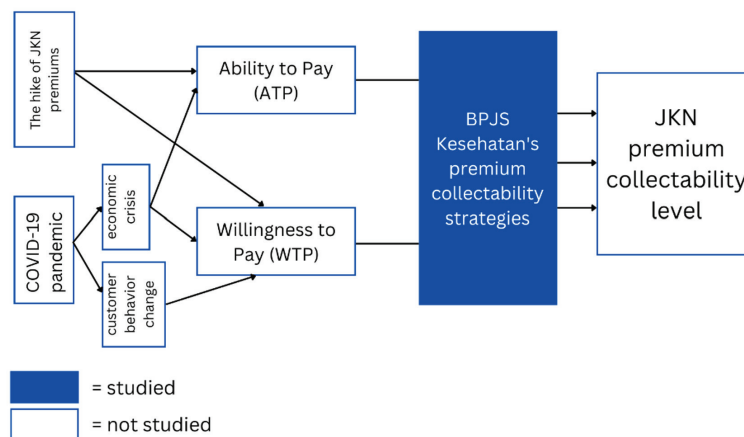 The hike of JKN
premiums
Ability to Pay
(ATP)
BPJS
Kesehatan's
premium
collectability
strategies
JKN
premium
collectability
level
economic
crisis
COVID-19
pandemic
Willingness to
Pay (WTP)
customer
behavior
change
= studied
= not studied